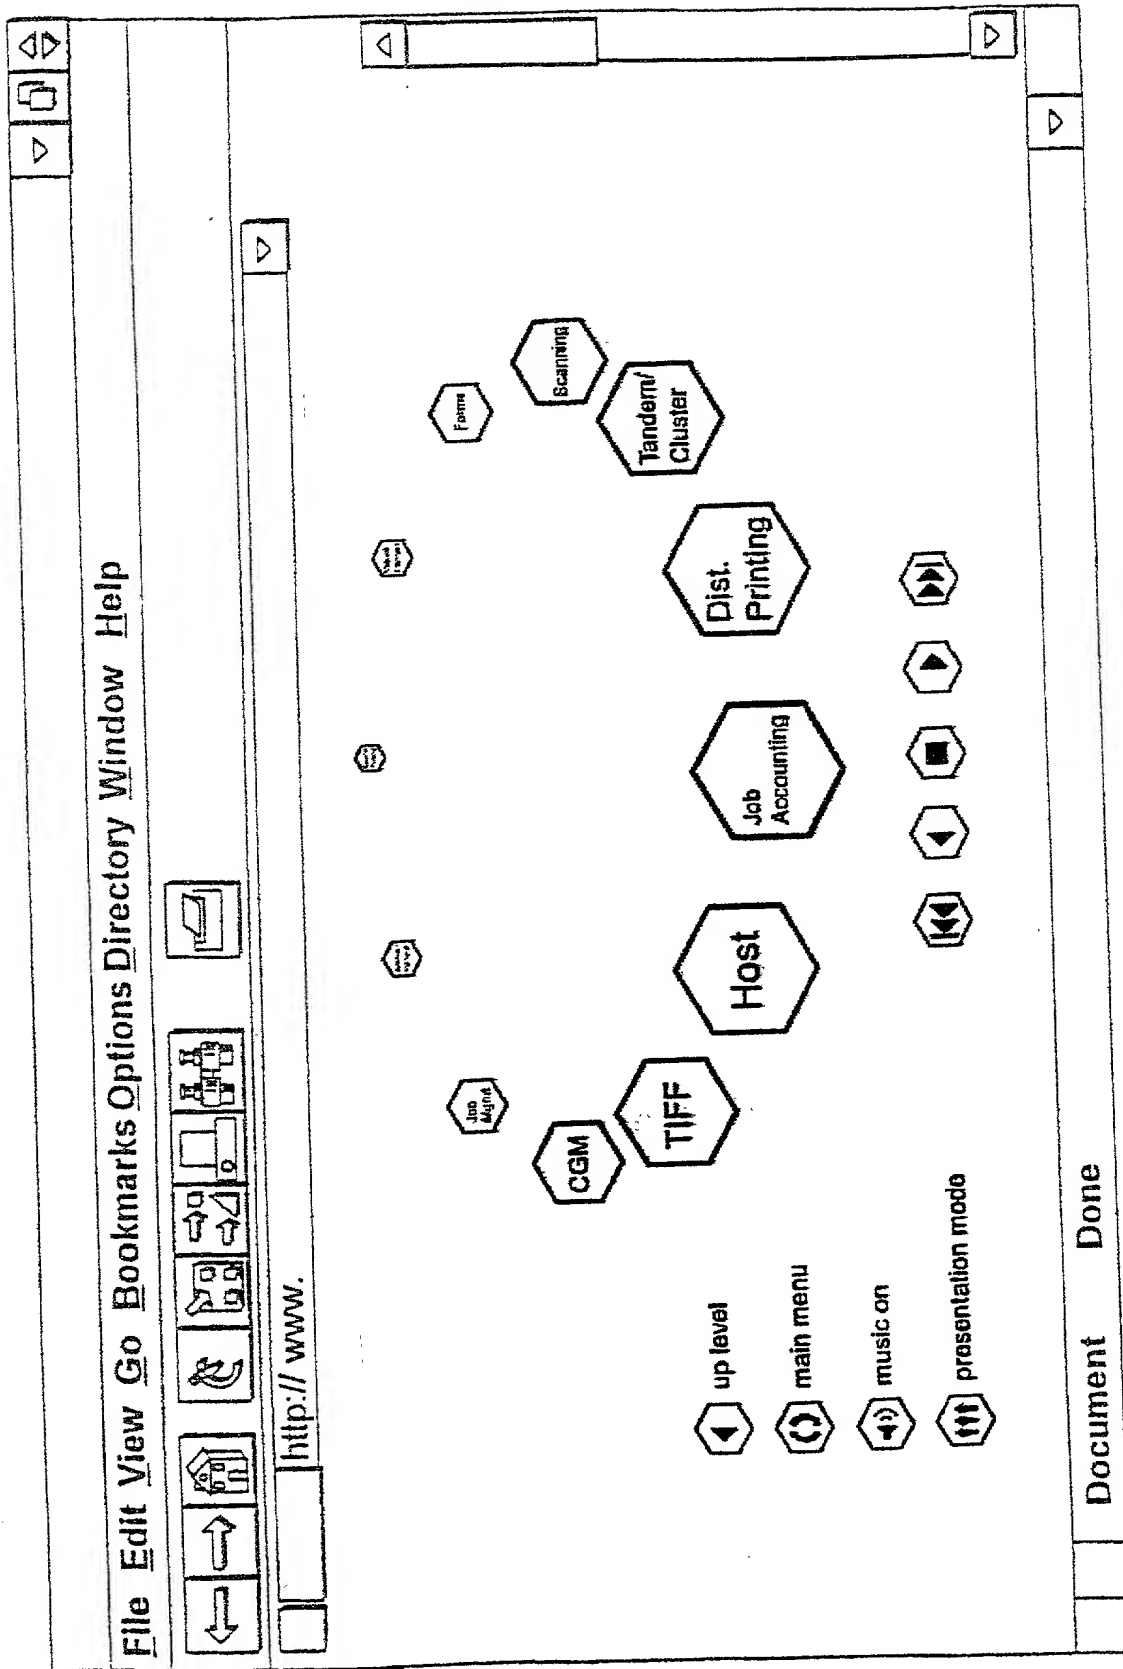 File Edit View Go Bookmarks Options Directory Window Help
http:// www.
Job
Mgmt
Forms
CGM
Scanning
TIFF
Tandem/
Cluster
Host
Job
Accounting
Dist.
Printing
up level
main menu
music on
presentation mode
Document Done